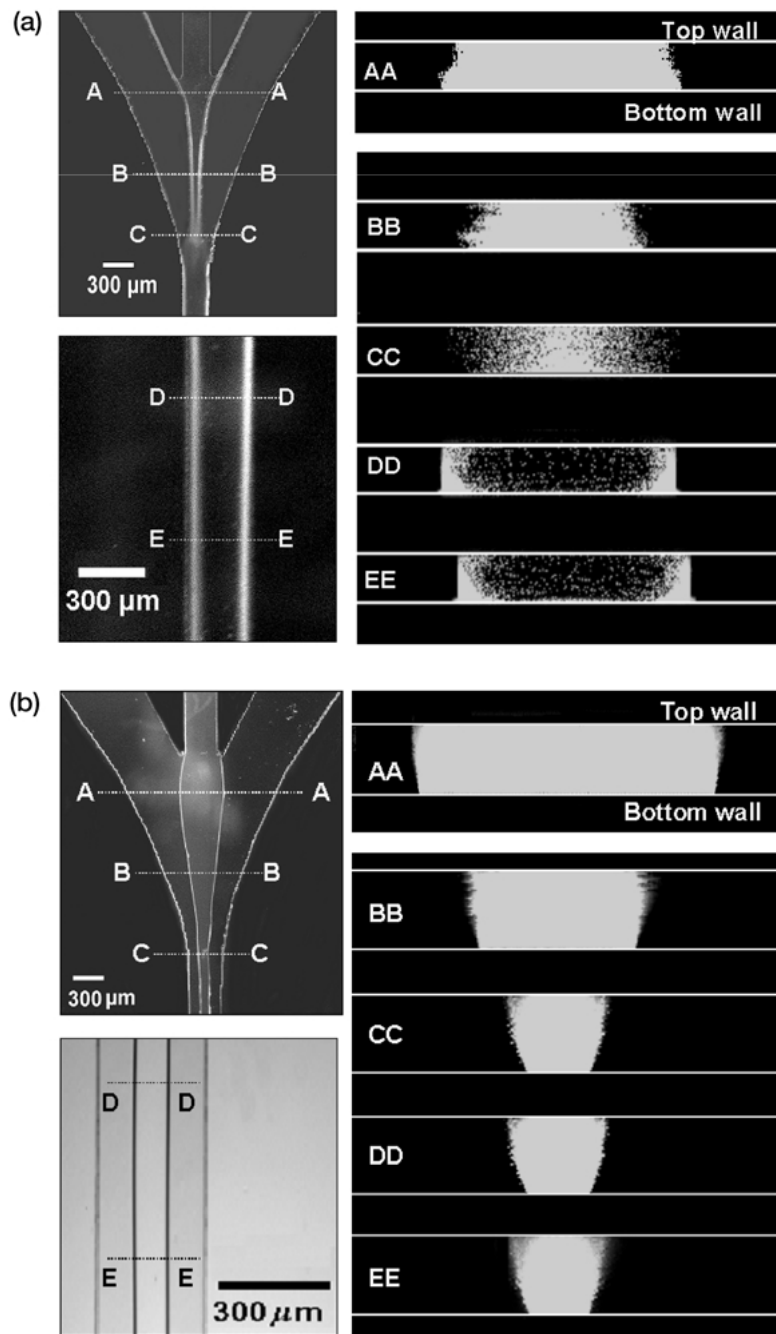 (a)
A A
B B
C C
300 µm
D D
E E
300 µm
Top wall
AA
Bottom wall
BB
CC
DD
EE
(b)
A A
B B
C C
300 µm
D D
E E
300 µm
Top wall
AA
Bottom wall
BB
CC
DD
EE